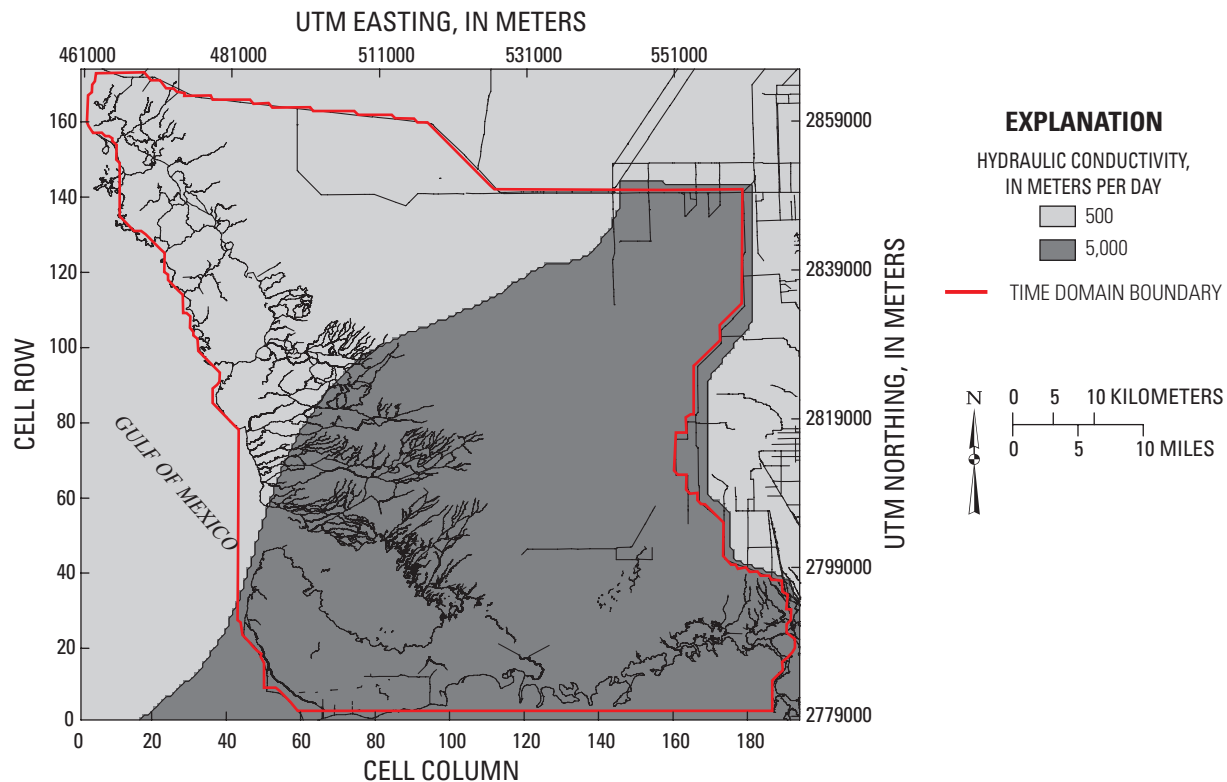 UTM EASTING, IN METERS
461000 481000 511000 531000 551000
CELL ROW
160
140
120
100
80
60
40
20
0
GULF OF MEXICO
2859000
2839000
2819000
2799000
2779000
UTM NORTHING, IN METERS
0 20 40 60 80 100 120 140 160 180
CELL COLUMN
EXPLANATION
HYDRAULIC CONDUCTIVITY,
IN METERS PER DAY
500
5,000
TIME DOMAIN BOUNDARY
N
0 5 10 KILOMETERS
0 5 10 MILES